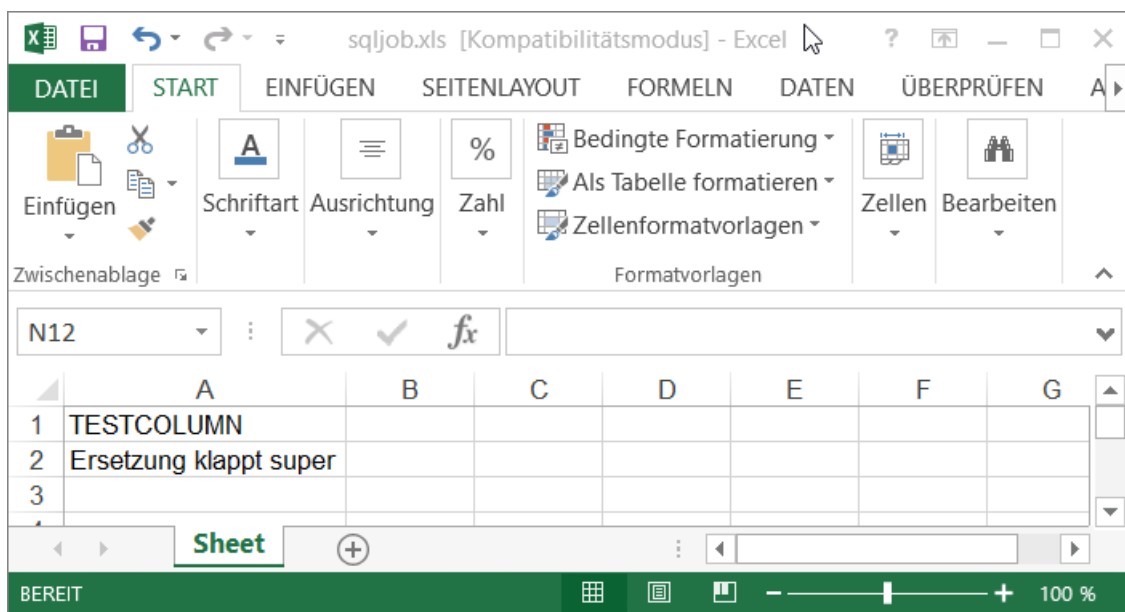 sqljob.xls [Kompatibilitätsmodus] - Excel ?
DATEI START EINFÜGEN SEITENLAYOUT FORMELN DATEN ÜBERPRÜFEN A
Einfügen
Zwischenablage
A
Schriftart
Ausrichtung
%
Zahl
Bedingte Formatierung
Als Tabelle formatieren
Zellenformatvorlagen
Formatvorlagen
Zellen
Bearbeiten
N12 fx
A B C D E F G
1 TESTCOLUMN
2 Ersetzung klappt super
3
4
Sheet
BEREIT 100 %